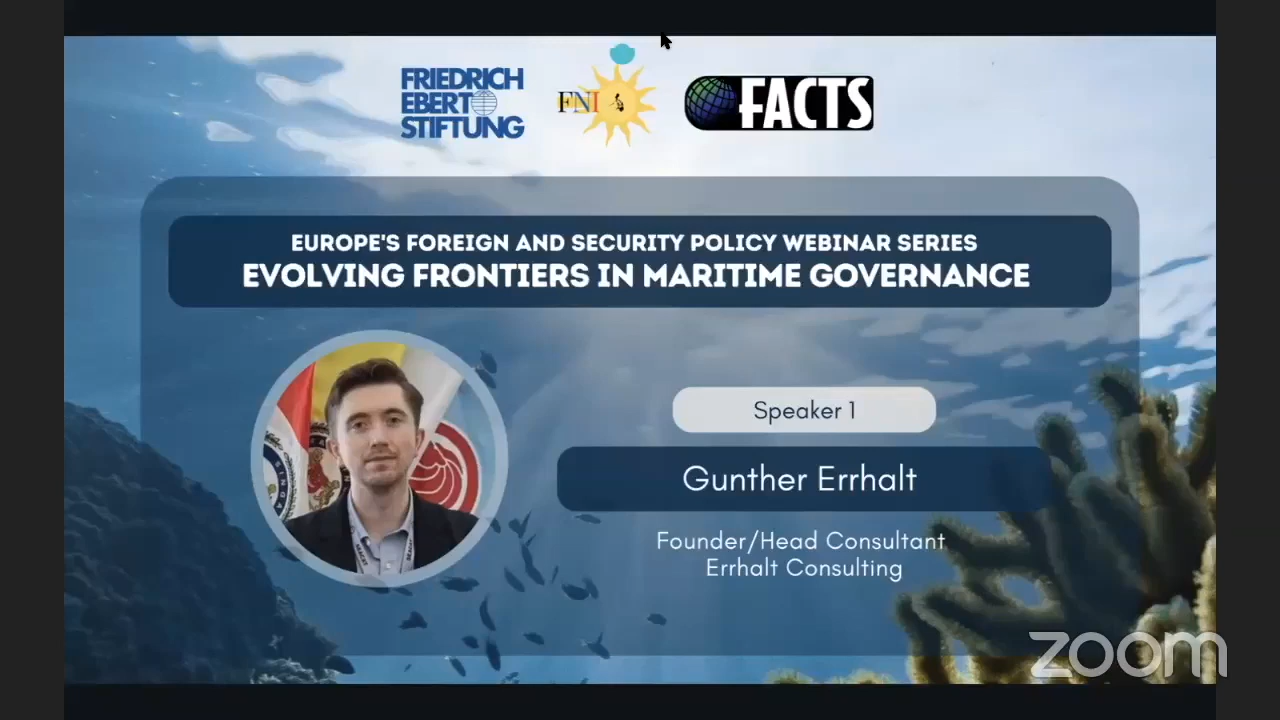 FRIEDRICH
EBERT
STIFTUNG
FNI
FACTS
EUROPE'S FOREIGN AND SECURITY POLICY WEBINAR SERIES
EVOLVING FRONTIERS IN MARITIME GOVERNANCE
Speaker 1
Gunther Errhalt
Founder/Head Consultant
Errhalt Consulting
zoom